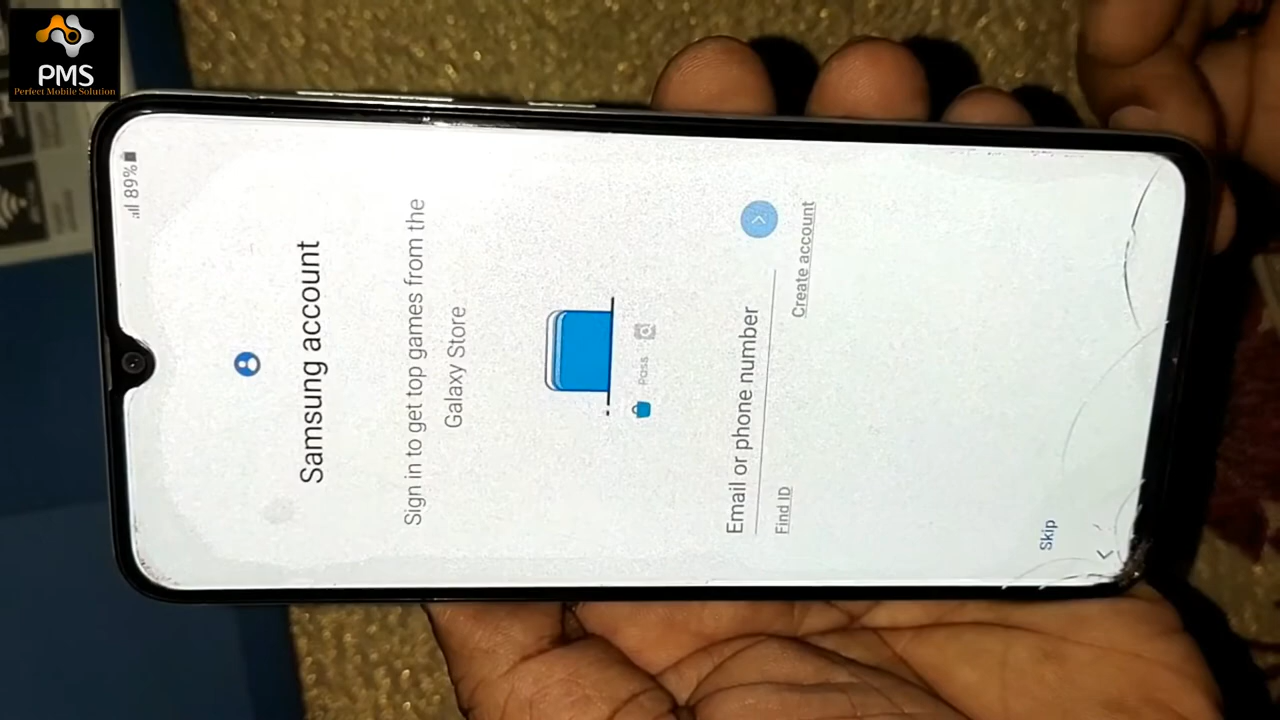 PMS
Perfect Mobile Solution
89%
Samsung account
Sign in to get top games from the
Galaxy Store
Pass
Email or phone number
Find ID
Create account
Skip